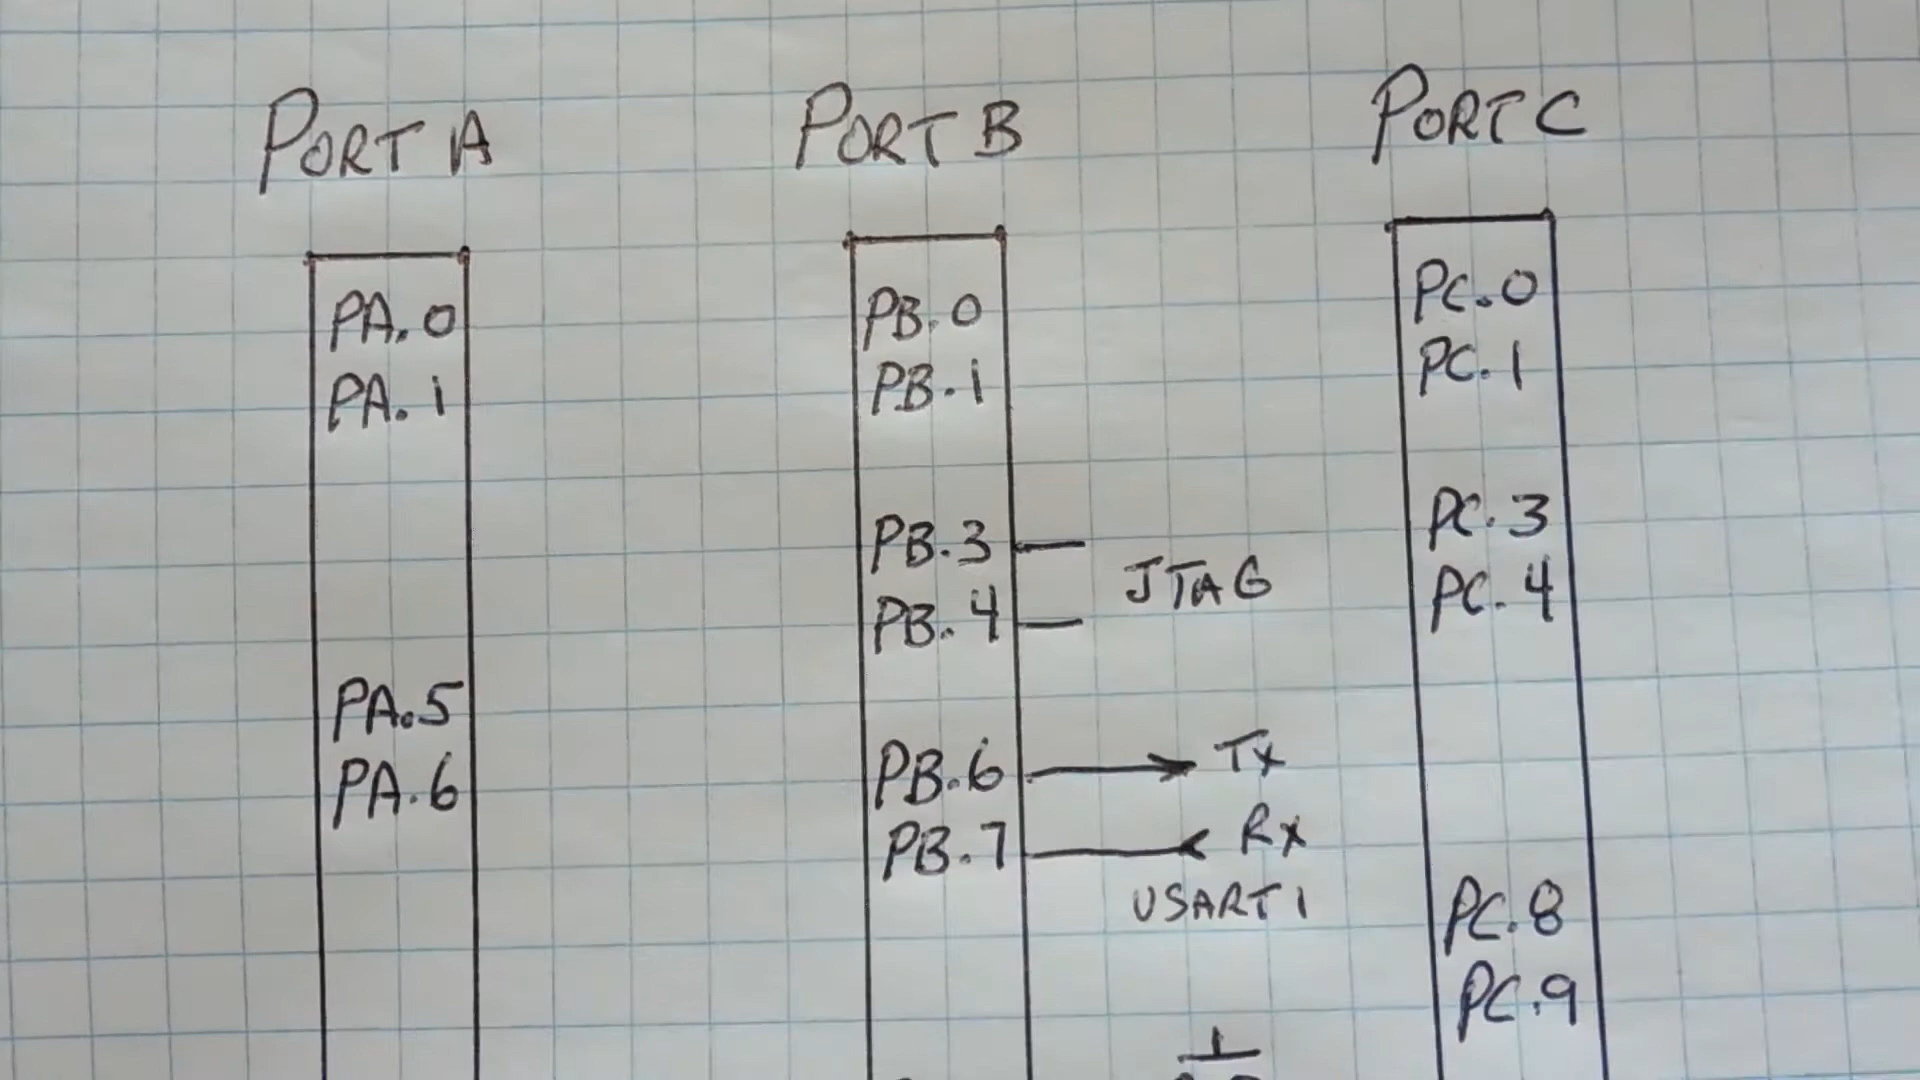 PORT A
PA.0
PA.1
PA.5
PA.6
PORT B
PB.0
PB.1
PB.3
PB.4
JTAG
PB.6
Tx
PB.7
Rx
USART1
PORT C
PC.0
PC.1
PC.3
PC.4
PC.8
PC.9